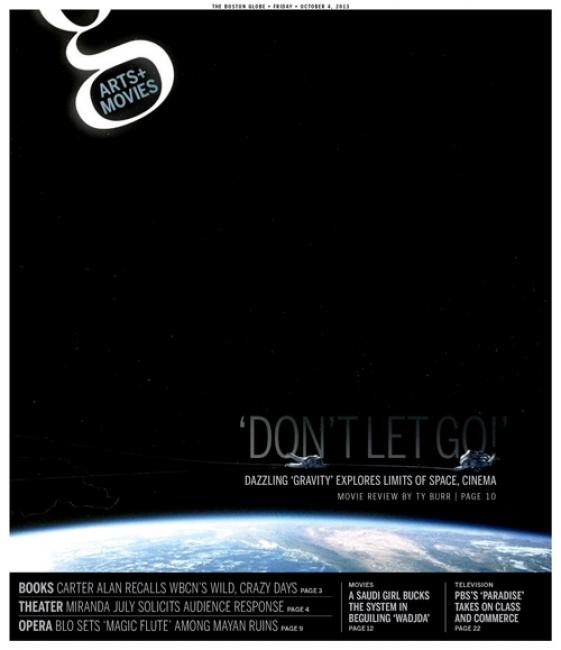 THE BOSTON GLOBE • FRIDAY • OCTOBER 4, 2013
g
ARTS+
MOVIES
‘DON’T LET GO!’
DAZZLING ‘GRAVITY’ EXPLORES LIMITS OF SPACE, CINEMA
MOVIE REVIEW BY TY BURR | PAGE 10
BOOKS CARTER ALAN RECALLS WBCN’S WILD, CRAZY DAYS PAGE 3
THEATER MIRANDA JULY SOLICITS AUDIENCE RESPONSE PAGE 4
OPERA BLO SETS ‘MAGIC FLUTE’ AMONG MAYAN RUINS PAGE 9
MOVIES
A SAUDI GIRL BUCKS
THE SYSTEM IN
BEGUILING ‘WADJDA’
PAGE 12
TELEVISION
PBS’S ‘PARADISE’
TAKES ON CLASS
AND COMMERCE
PAGE 22